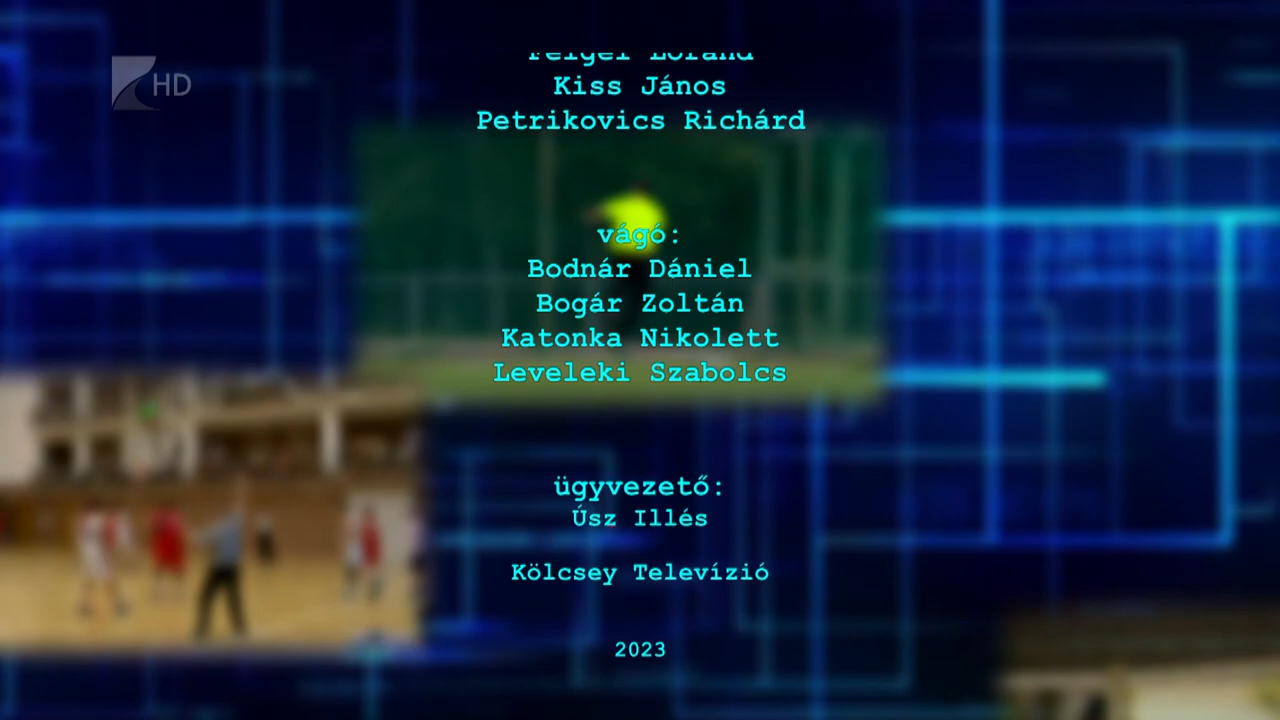 HD
Kiss János
Petrikovics Richárd
vágó:
Bodnár Dániel
Bogár Zoltán
Katonka Nikolett
Leveleki Szabolcs
ügyvezető:
Úsz Illés
Kölcsey Televízió
2023